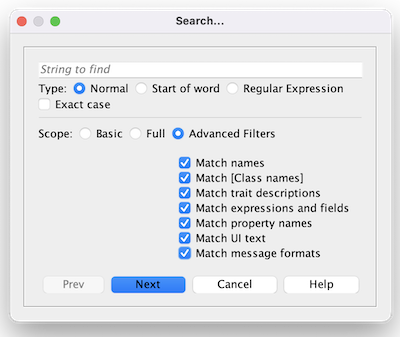 Search...
String to find
Type: Normal Start of word Regular Expression
Exact case
Scope: Basic Full Advanced Filters
Match names
Match [Class names]
Match trait descriptions
Match expressions and fields
Match property names
Match UI text
Match message formats
Prev Next Cancel Help